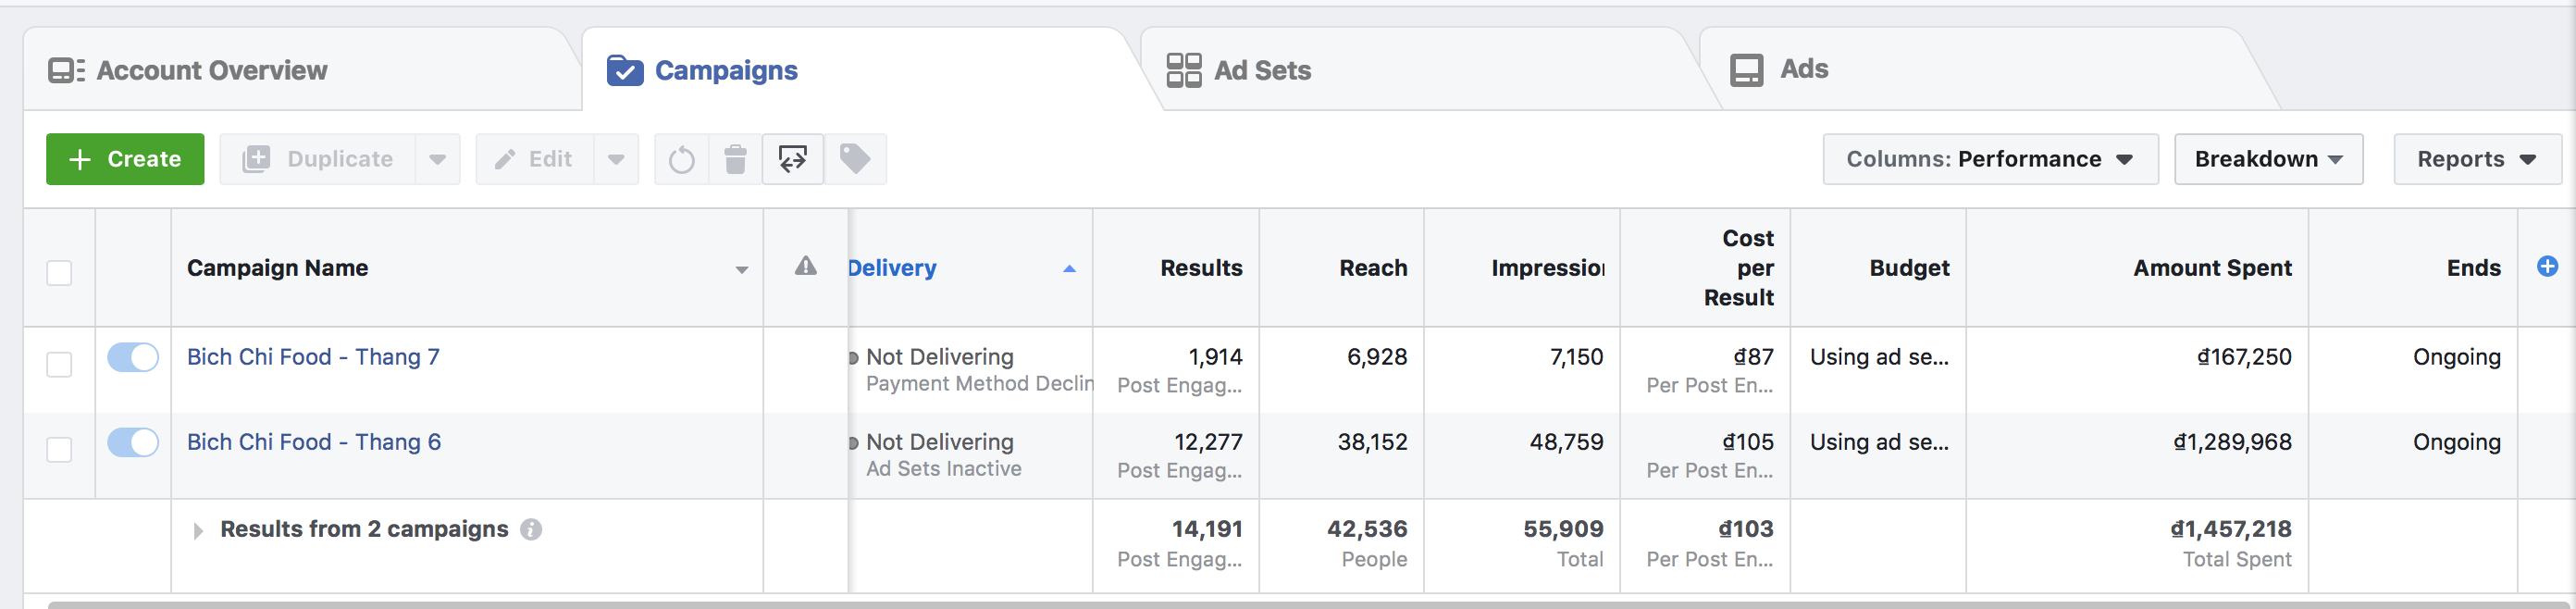 Account Overview
Campaigns
Ad Sets
Ads
+ Create
Duplicate
Edit
Columns: Performance
Breakdown
Reports
Campaign Name
Delivery
Results
Reach
Impression
Cost per Result
Budget
Amount Spent
Ends
Bich Chi Food - Thang 7
Not Delivering
Payment Method Declin
1,914
Post Engag...
6,928
7,150
₫87
Per Post En...
Using ad se...
₫167,250
Ongoing
Bich Chi Food - Thang 6
Not Delivering
Ad Sets Inactive
12,277
Post Engag...
38,152
48,759
₫105
Per Post En...
Using ad se...
₫1,289,968
Ongoing
Results from 2 campaigns
14,191
Post Engag...
42,536
People
55,909
Total
₫103
Per Post En...
₫1,457,218
Total Spent